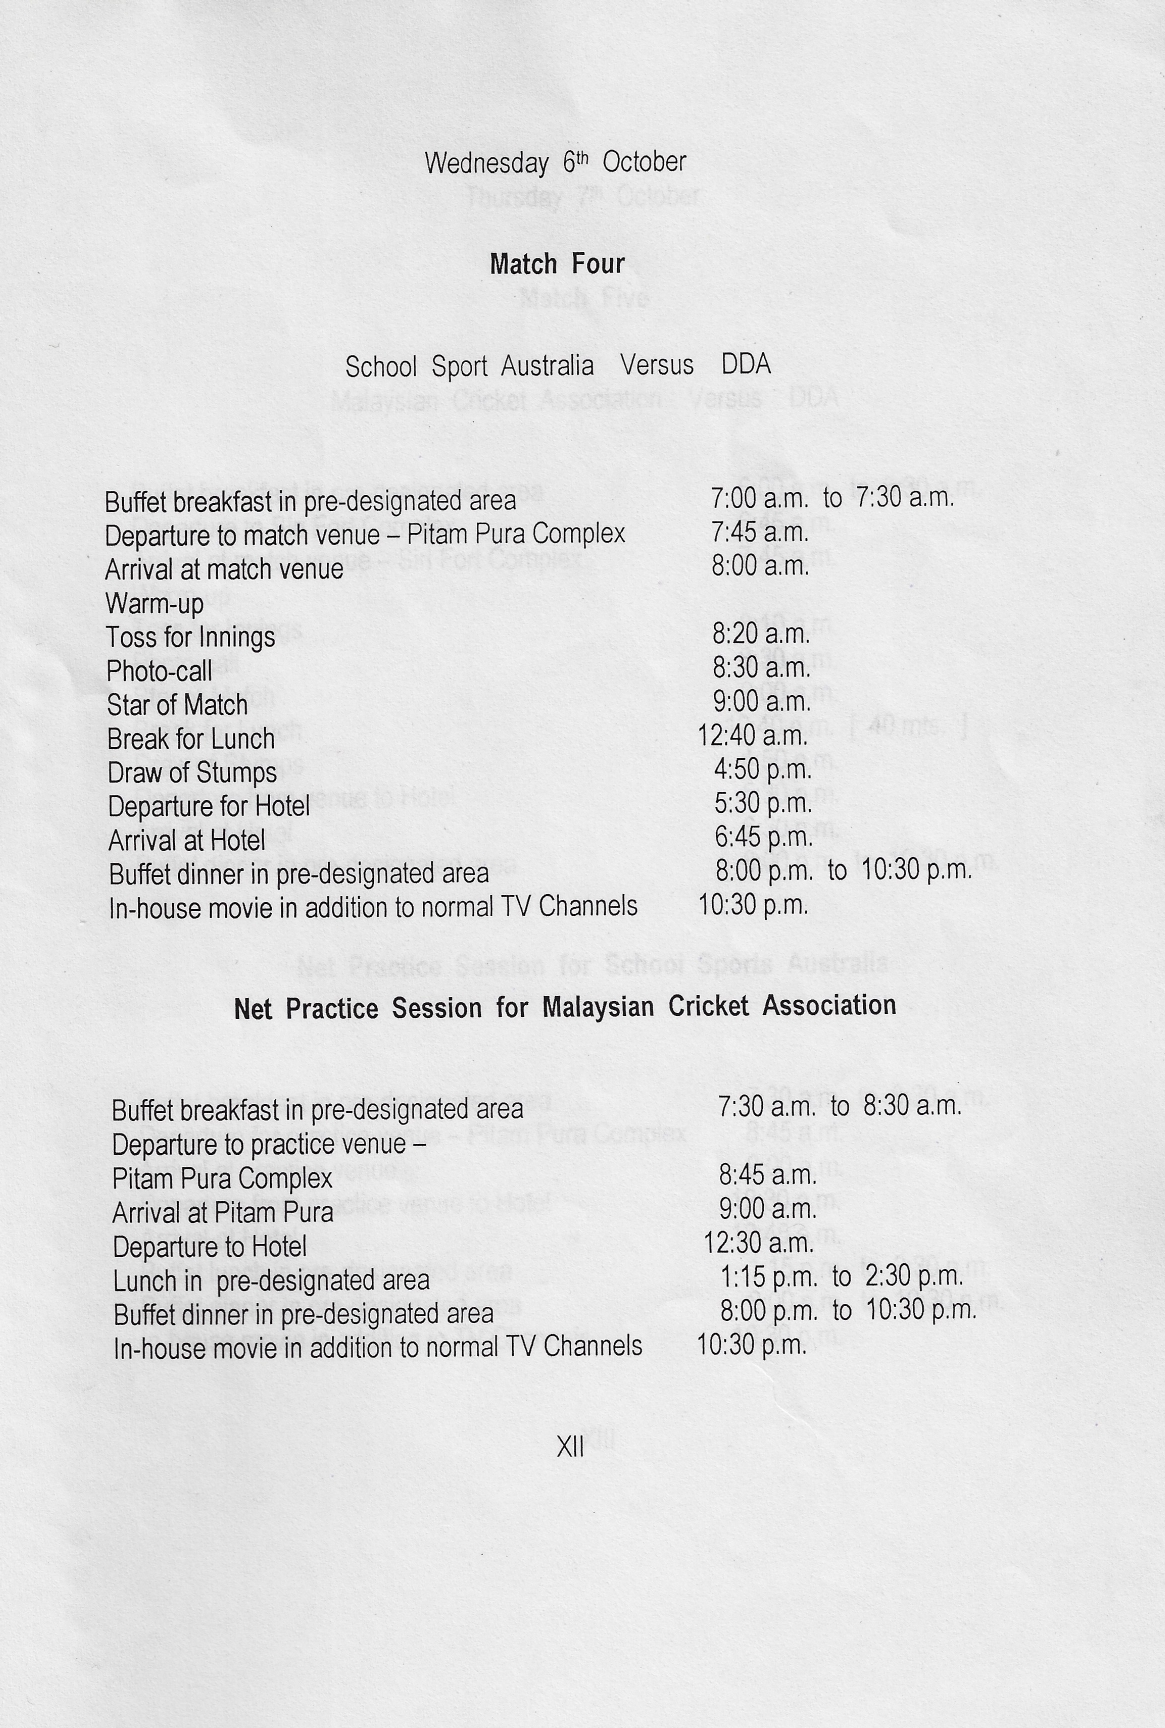 Wednesday 6th October
Match Four
School Sport Australia Versus DDA
Buffet breakfast in pre-designated area 7:00 a.m. to 7:30 a.m.
Departure to match venue – Pitam Pura Complex 7:45 a.m.
Arrival at match venue 8:00 a.m.
Warm-up
Toss for Innings 8:20 a.m.
Photo-call 8:30 a.m.
Star of Match 9:00 a.m.
Break for Lunch 12:40 a.m.
Draw of Stumps 4:50 p.m.
Departure for Hotel 5:30 p.m.
Arrival at Hotel 6:45 p.m.
Buffet dinner in pre-designated area 8:00 p.m. to 10:30 p.m.
In-house movie in addition to normal TV Channels 10:30 p.m.
Net Practice Session for Malaysian Cricket Association
Buffet breakfast in pre-designated area 7:30 a.m. to 8:30 a.m.
Departure to practice venue –
Pitam Pura Complex 8:45 a.m.
Arrival at Pitam Pura 9:00 a.m.
Departure to Hotel 12:30 a.m.
Lunch in pre-designated area 1:15 p.m. to 2:30 p.m.
Buffet dinner in pre-designated area 8:00 p.m. to 10:30 p.m.
In-house movie in addition to normal TV Channels 10:30 p.m.
XII